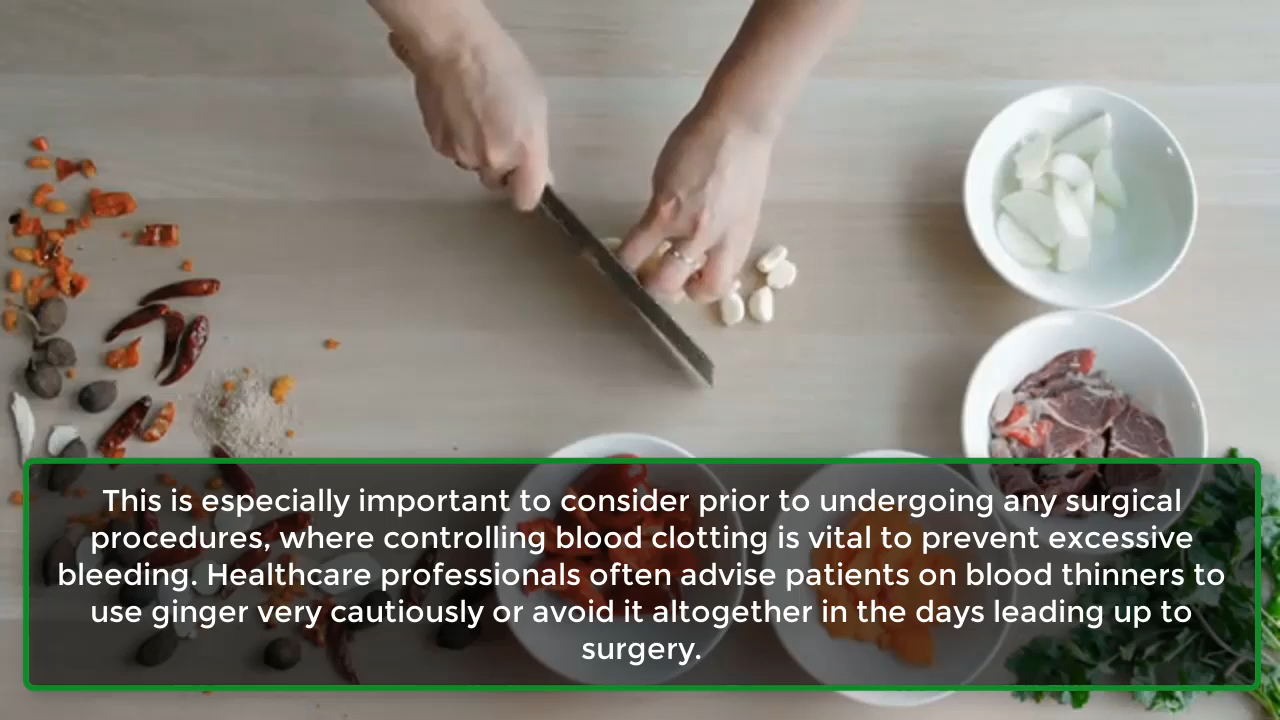 This is especially important to consider prior to undergoing any surgical
procedures, where controlling blood clotting is vital to prevent excessive
bleeding. Healthcare professionals often advise patients on blood thinners to
use ginger very cautiously or avoid it altogether in the days leading up to
surgery.